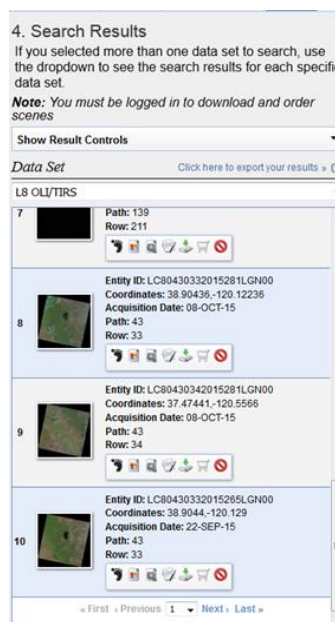 4. Search Results
If you selected more than one data set to search, use
the dropdown to see the search results for each specifi
data set.
Note: You must be logged in to download and order
scenes
Show Result Controls
Data Set
Click here to export your results »
L8 OLI/TIRS
7
Path: 139
Row: 211
8
Entity ID: LC80430332015281LGN00
Coordinates: 38.90436,-120.12236
Acquisition Date: 08-OCT-15
Path: 43
Row: 33
9
Entity ID: LC80430342015281LGN00
Coordinates: 37.47441,-120.5566
Acquisition Date: 08-OCT-15
Path: 43
Row: 34
10
Entity ID: LC80430332015265LGN00
Coordinates: 38.9044,-120.129
Acquisition Date: 22-SEP-15
Path: 43
Row: 33
« First ‹ Previous 1 Next › Last »